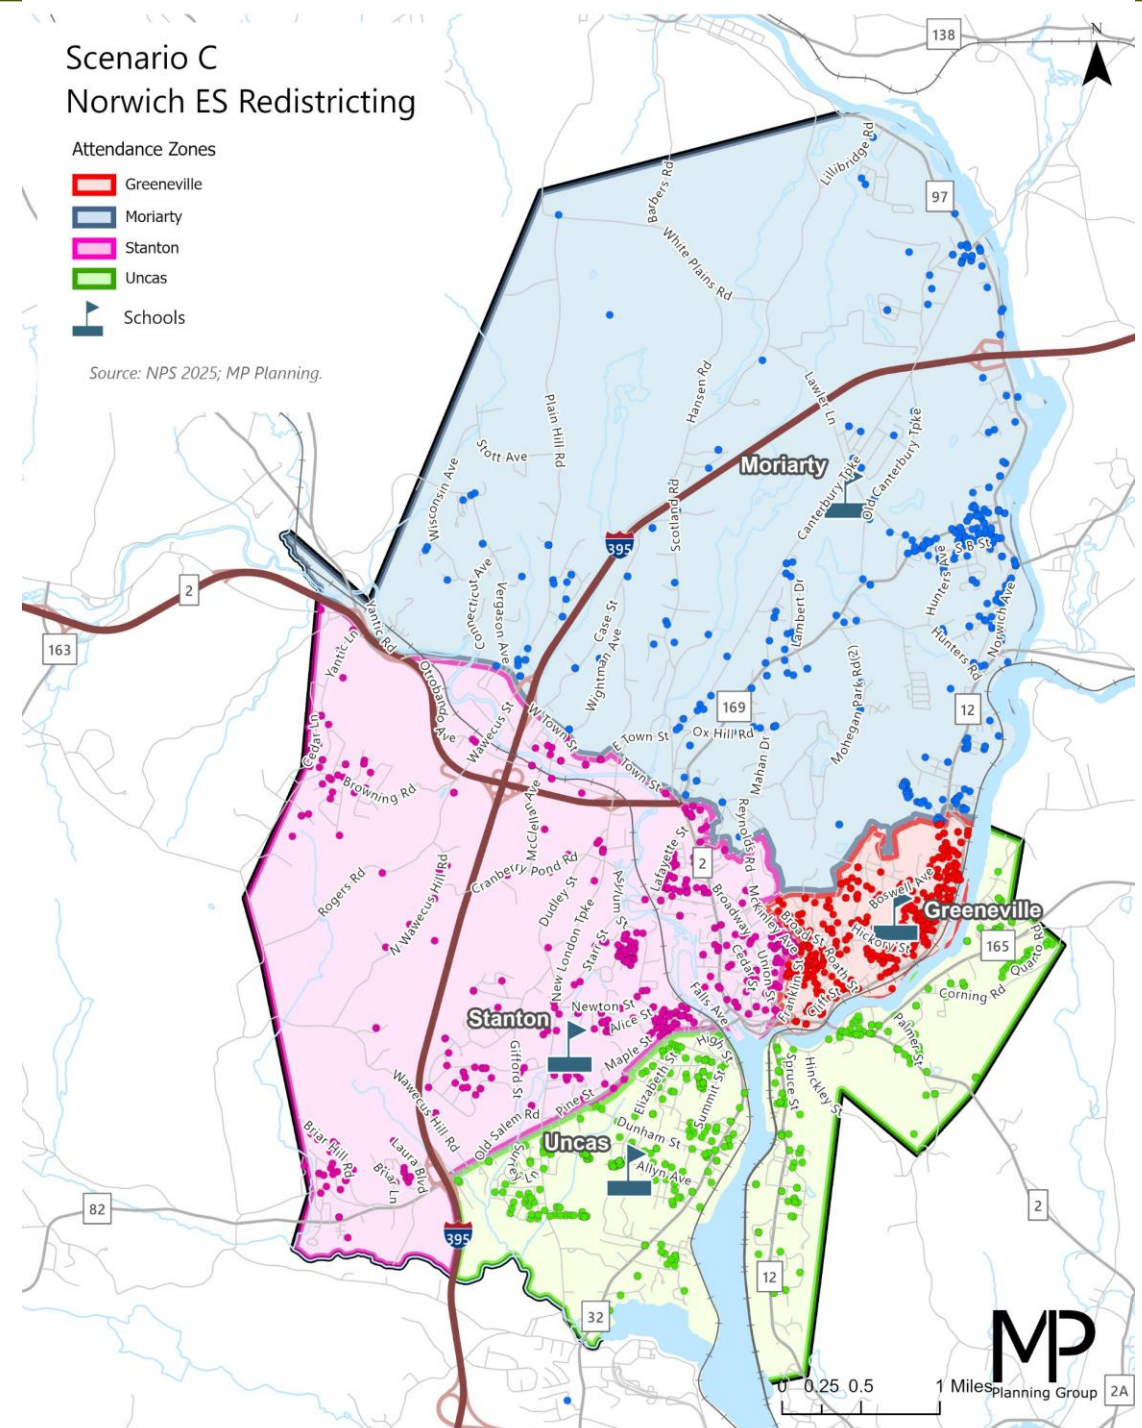 Scenario C
Norwich ES Redistricting
Attendance Zones
Greeneville
Moriarty
Stanton
Uncas
Schools
Source: NPS 2025; MP Planning.
N
138
Lillibridge Rd
97
Barbers Rd
White Plains Rd
Hansen Rd
Lawler Ln
Plain Hill Rd
Stott Ave
Wisconsin Ave
Moriarty
Canterbury Tpke
Old Canterbury Tpke
Scotland Rd
395
S B St
Hunters Ave
Norwich Ave
Hunters Rd
2
163
Connecticut Ave
Vergason Ave
Case St
Wightman Ave
Lambert Dr
Mohegan Park Rd(2)
Yantic Rd
Yantic Ln
Otrobando Ave
Wawecus St
W Town St
E Town St
Town St
169
Ox Hill Rd
Mahan Dr
12
Cedar Ln
Browning Rd
McClellan Ave
Reynolds Rd
Cranberry Pond Rd
Lafayette St
2
Rogers Rd
N Wawecus Hill Rd
Dudley St
Asylum St
Broadway
McKinley Ave
Boswell Ave
Greeneville
New London Tpke
Starr St
Cedar St
Union St
Broad St
Roath St
Hickory St
Franklin St
Cliff St
165
Quarto Rd
Corning Rd
Palmer St
Stanton
Newton St
Alice St
Falls Ave
Maple St
Gifford St
High St
Elizabeth St
Summit St
Spruce St
Hinckley St
Wawecus Hill Rd
Old Salem Rd
Pine St
Uncas
Dunham St
Surrey Ln
Allyn Ave
Briar Hill Rd
Briar Ln
Laura Blvd
82
395
2
12
32
MP
Planning Group
0 0.25 0.5 1 Miles
2A